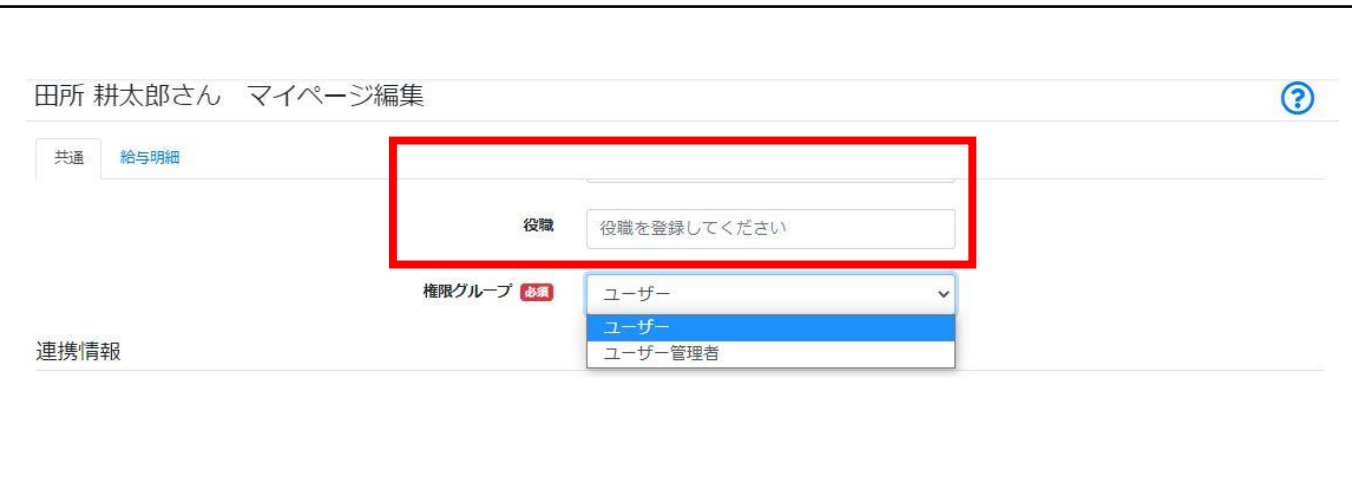 田所 耕太郎さん　マイページ編集
共通 給与明細
役職 役職を登録してください
権限グループ 必須 ユーザー
ユーザー
ユーザー管理者
連携情報